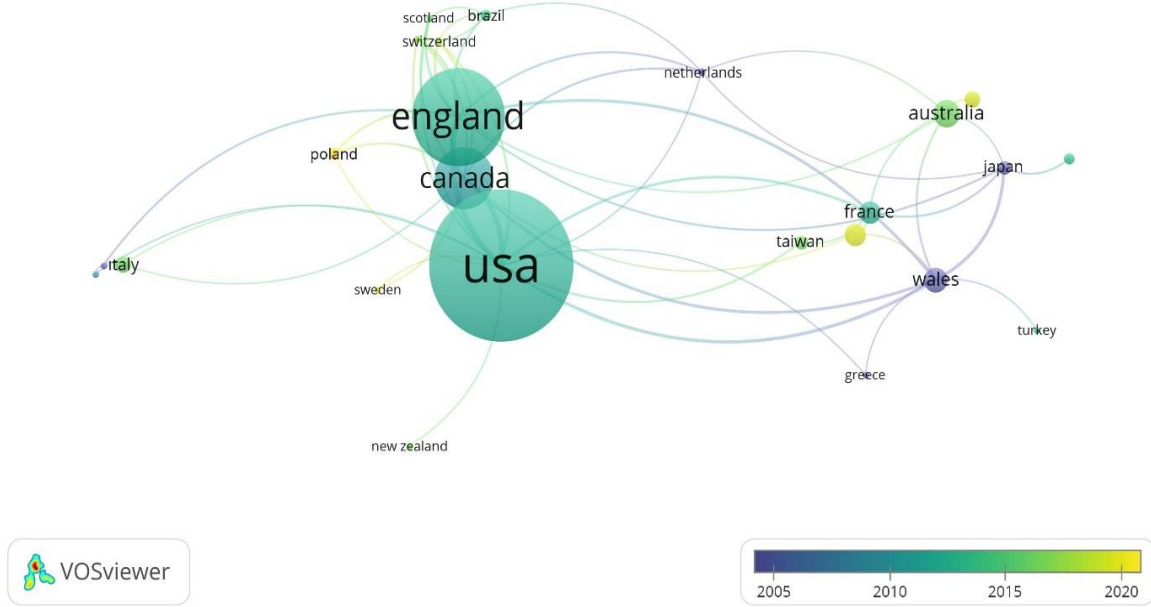 scotland
brazil
switzerland
netherlands
england
australia
poland
japan
canada
france
taiwan
italy
usa
wales
sweden
turkey
greece
new zealand
VOSviewer
2005 2010 2015 2020